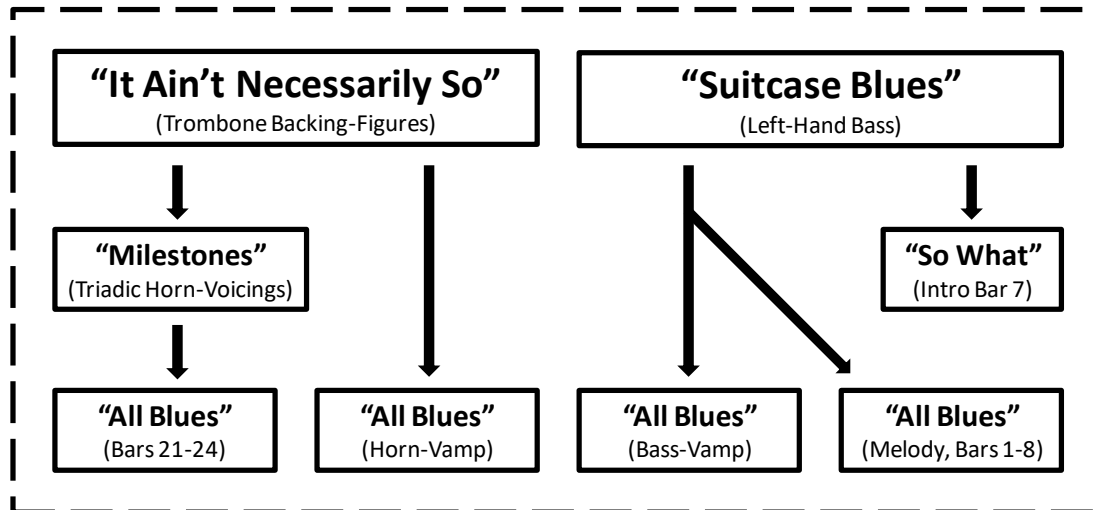 “It Ain't Necessarily So”
(Trombone Backing-Figures)
“Suitcase Blues”
(Left-Hand Bass)
“Milestones”
(Triadic Horn-Voicings)
“So What”
(Intro Bar 7)
“All Blues”
(Bars 21-24)
“All Blues”
(Horn-Vamp)
“All Blues”
(Bass-Vamp)
“All Blues”
(Melody, Bars 1-8)